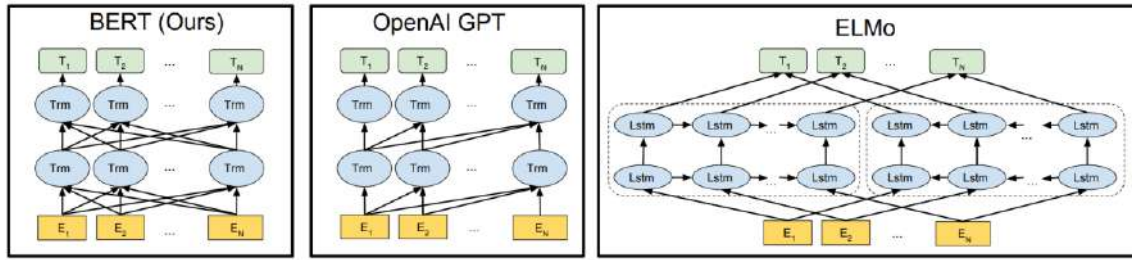 BERT (Ours)
T1 T2 ... TN
Trm Trm ... Trm
Trm Trm ... Trm
E1 E2 ... EN
OpenAI GPT
T1 T2 ... TN
Trm Trm ... Trm
Trm Trm ... Trm
E1 E2 ... EN
ELMo
T1 T2 ... TN
Lstm Lstm ... Lstm Lstm Lstm ... Lstm
Lstm Lstm ... Lstm Lstm Lstm ... Lstm
E1 E2 ... EN